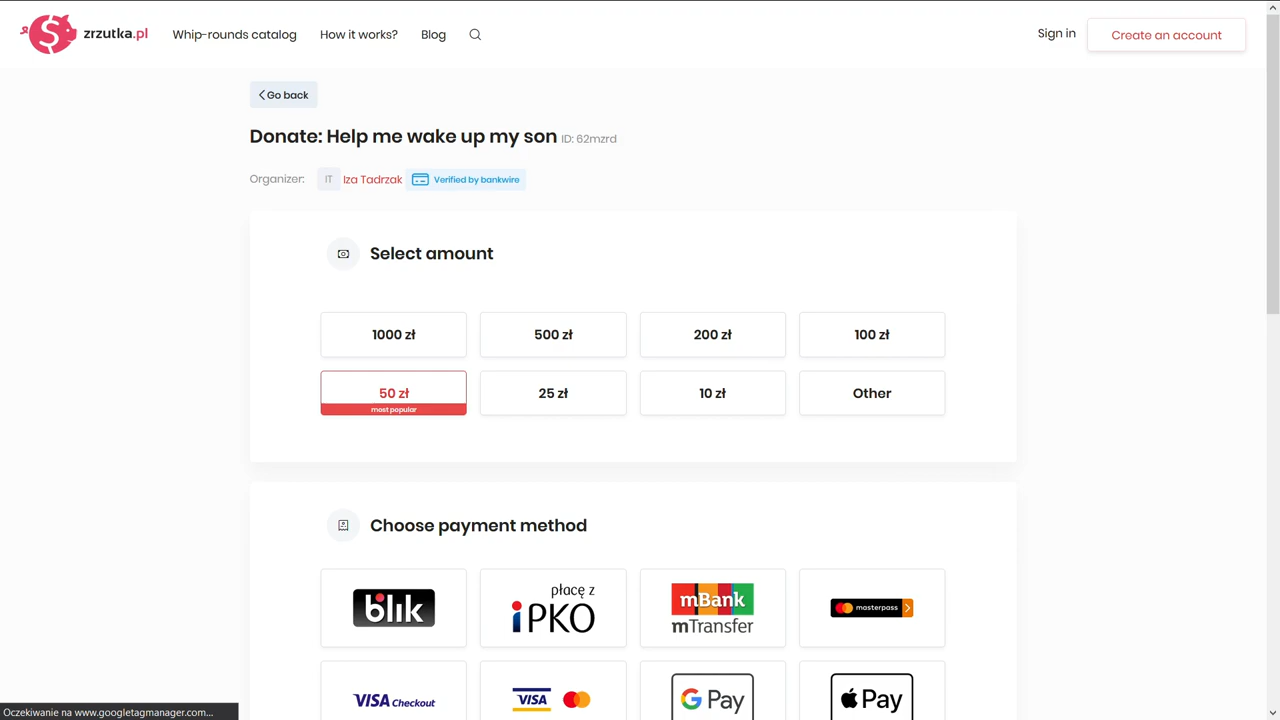 zrzutka.pl Whip-rounds catalog How it works? Blog Sign in Create an account
Go back
Donate: Help me wake up my son ID: 62mzrd
Organizer: IT Iza Tadrzak Verified by bankwire
Select amount
1000 zł 500 zł 200 zł 100 zł
50 zł 25 zł 10 zł Other
most popular
Choose payment method
blik płacę z iPKO mBank mTransfer masterpass
VISA Checkout VISA G Pay Pay
Oczekiwanie na www.googletagmanager.com...